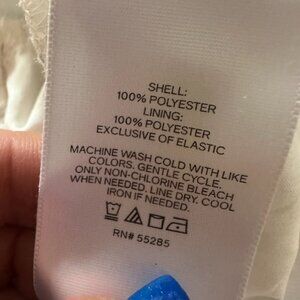 SHELL:
100% POLYESTER
LINING:
100% POLYESTER
EXCLUSIVE OF ELASTIC
MACHINE WASH COLD WITH LIKE
COLORS. GENTLE CYCLE.
ONLY NON-CHLORINE BLEACH
WHEN NEEDED. LINE DRY. COOL
IRON IF NEEDED.
RN# 55285